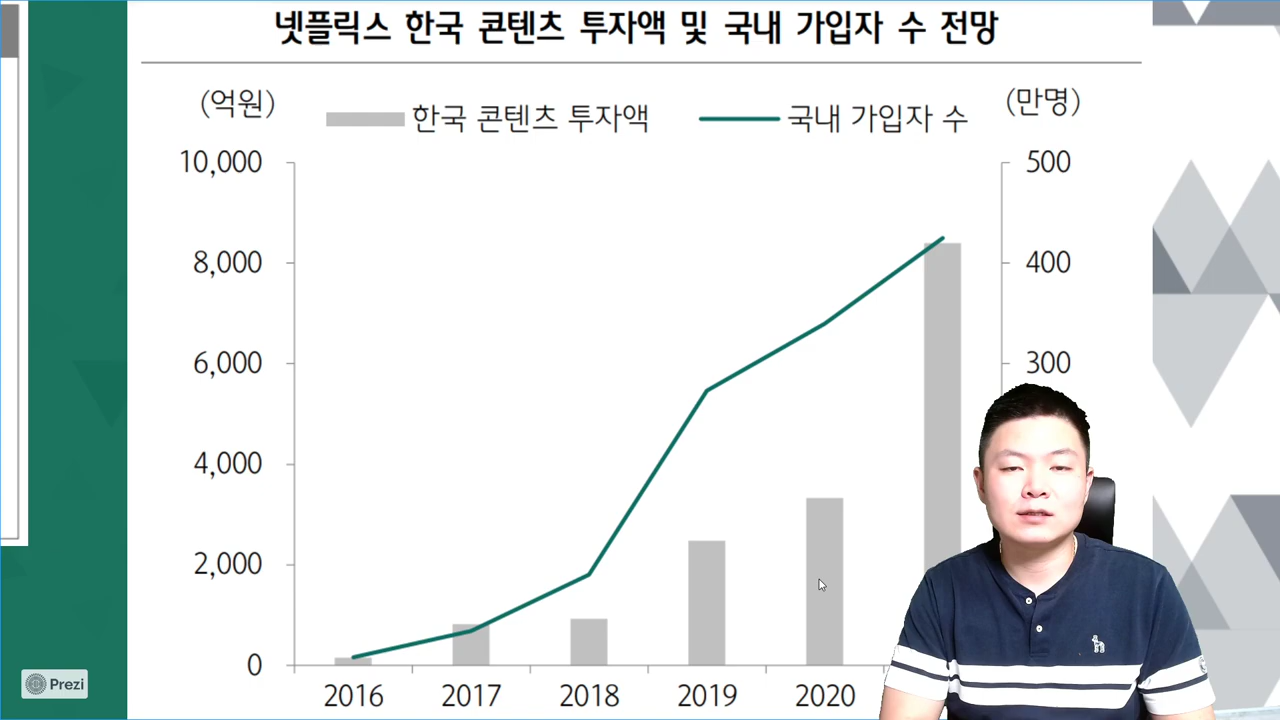 넷플릭스 한국 콘텐츠 투자액 및 국내 가입자 수 전망
(억원)
한국 콘텐츠 투자액
국내 가입자 수
(만명)
10,000
8,000
6,000
4,000
2,000
0
500
400
300
2016
2017
2018
2019
2020
Prezi